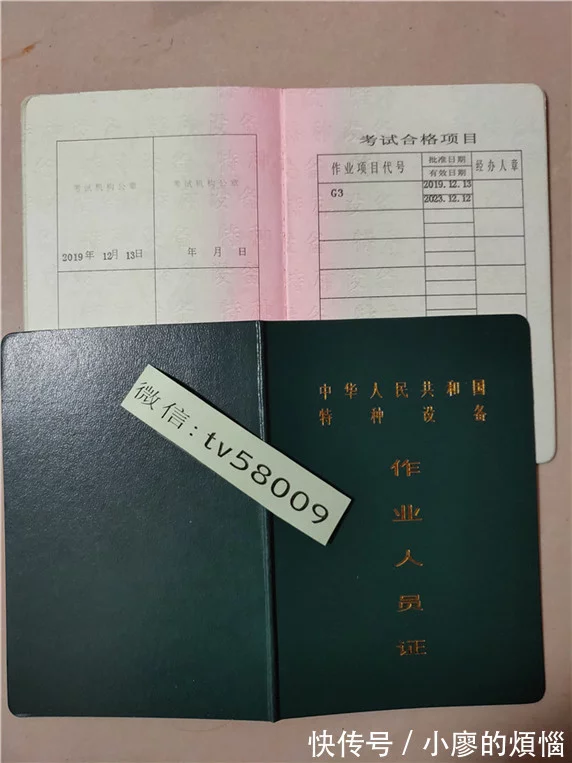 考试合格项目
考试机构公章 考试机构公章
2019年 12月 13日 年 月 日
作业项目代号 批准日期 经办人章
有效日期
G3 2019.12.13
2023.12.12
中华人民共和国
特种设备
作业人员证
微信:tv58009
快传号 / 小廖的煩惱